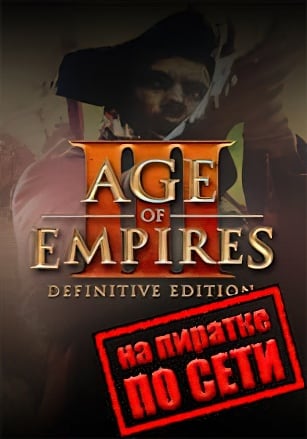 III
AGE
OF
EMPIRES
DEFINITIVE EDITION
на пиратке
ПО СЕТИ